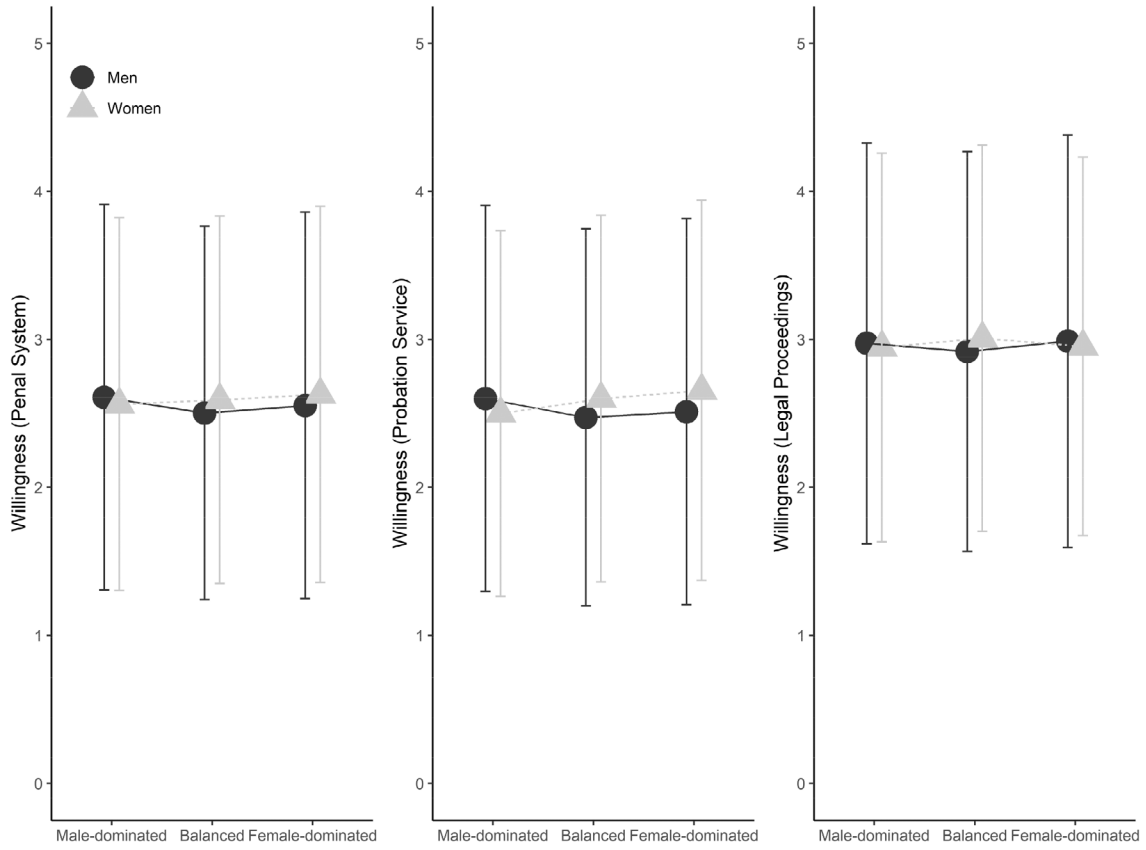 Willingness (Penal System)
5
4
3
2
1
0
Men
Women
Male-dominated
Balanced
Female-dominated
Willingness (Probation Service)
5
4
3
2
1
0
Male-dominated
Balanced
Female-dominated
Willingness (Legal Proceedings)
5
4
3
2
1
0
Male-dominated
Balanced
Female-dominated